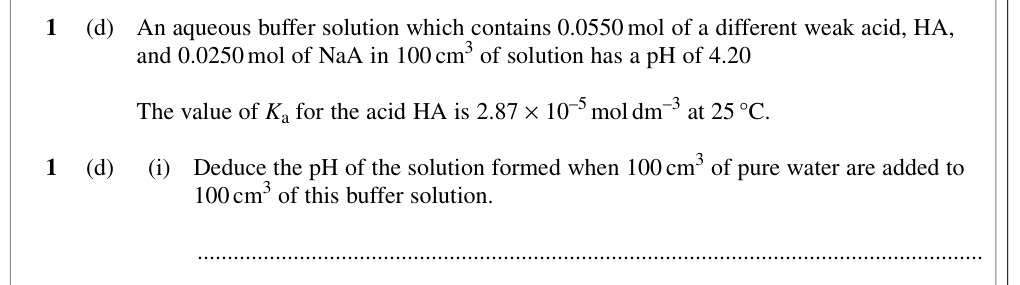 1 (d) An aqueous buffer solution which contains 0.0550 mol of a different weak acid, HA,
and 0.0250 mol of NaA in 100 cm³ of solution has a pH of 4.20
The value of Kₐ for the acid HA is 2.87 × 10⁻⁵ mol dm⁻³ at 25 °C.
1 (d) (i) Deduce the pH of the solution formed when 100 cm³ of pure water are added to
100 cm³ of this buffer solution.